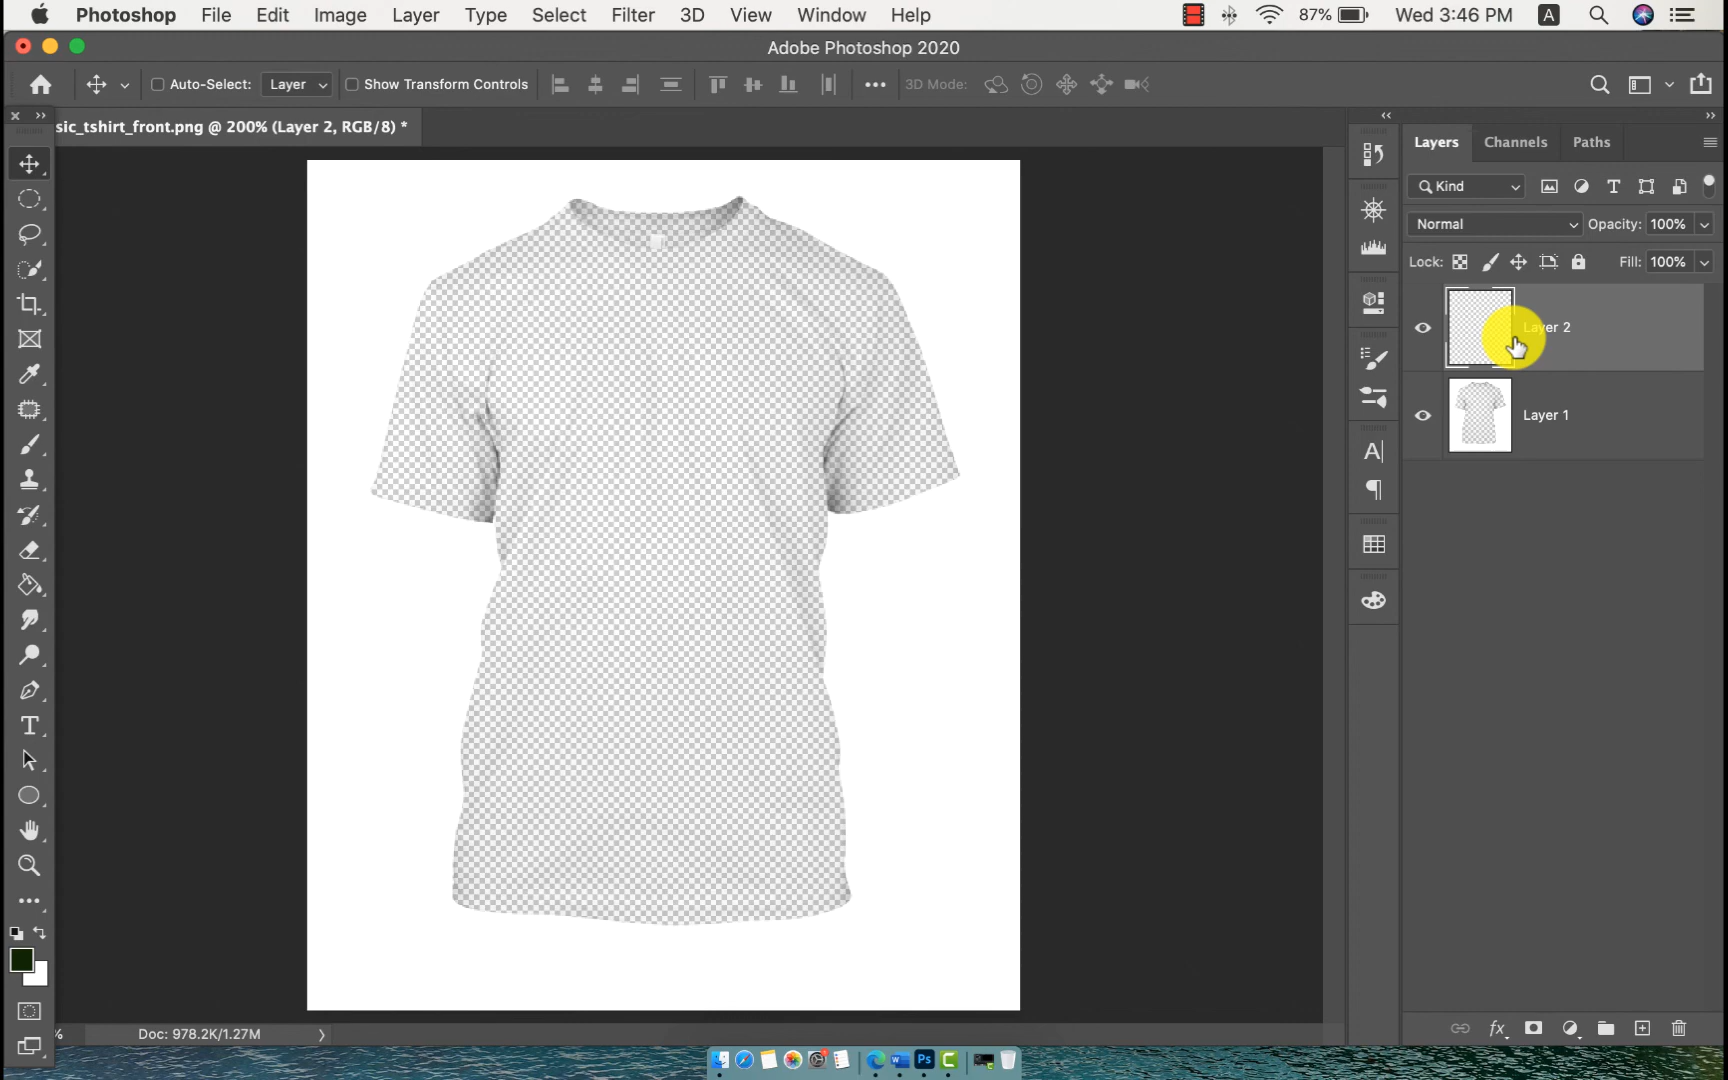 Photoshop File Edit Image Layer Type Select Filter 3D View Window Help 87% Wed 3:46 PM A
Adobe Photoshop 2020
Auto-Select: Layer Show Transform Controls 3D Mode:
sic_tshirt_front.png @ 200% (Layer 2, RGB/8) *
Layers Channels Paths
Kind
Normal Opacity: 100%
Lock: Fill: 100%
Layer 2
Layer 1
% Doc: 978.2K/1.27M